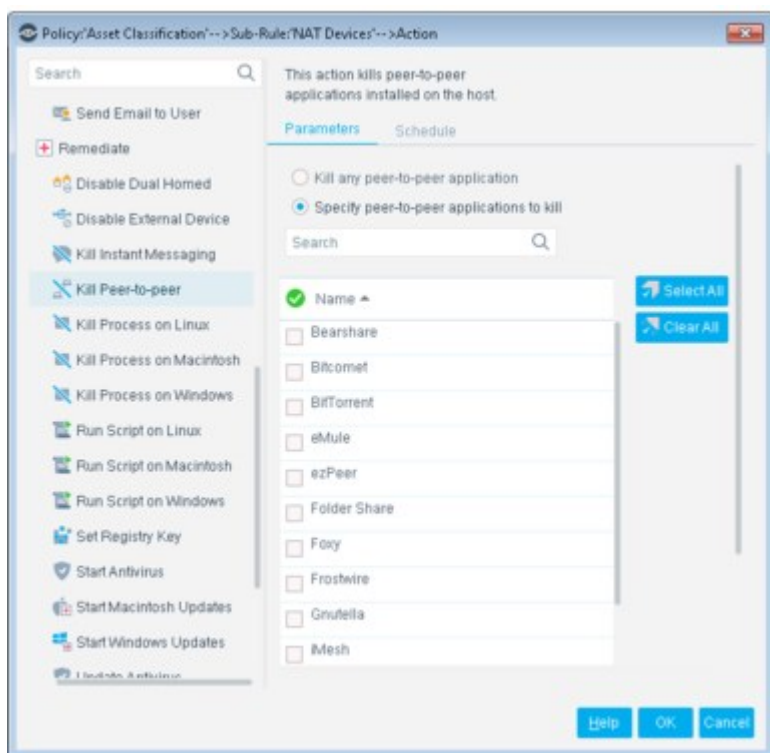 Policy:'Asset Classification'-->Sub-Rule:'NAT Devices'-->Action
Search
Send Email to User
Remediate
Disable Dual Homed
Disable External Device
Kill Instant Messaging
Kill Peer-to-peer
Kill Process on Linux
Kill Process on Macintosh
Kill Process on Windows
Run Script on Linux
Run Script on Macintosh
Run Script on Windows
Set Registry Key
Start Antivirus
Start Macintosh Updates
Start Windows Updates
Update Antivirus
This action kills peer-to-peer
applications installed on the host.
Parameters Schedule
Kill any peer-to-peer application
Specify peer-to-peer applications to kill
Search
Name
Bearshare
Bitcomet
BitTorrent
eMule
ezPeer
Folder Share
Foxy
Frostwire
Gnutella
iMesh
Select All
Clear All
Help OK Cancel